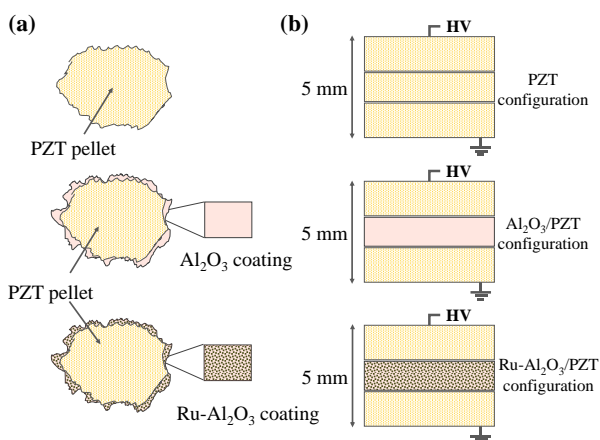 (a)
PZT pellet
Al₂O₃ coating
PZT pellet
Ru-Al₂O₃ coating
(b)
HV
5 mm
PZT
configuration
HV
5 mm
Al₂O₃/PZT
configuration
HV
5 mm
Ru-Al₂O₃/PZT
configuration